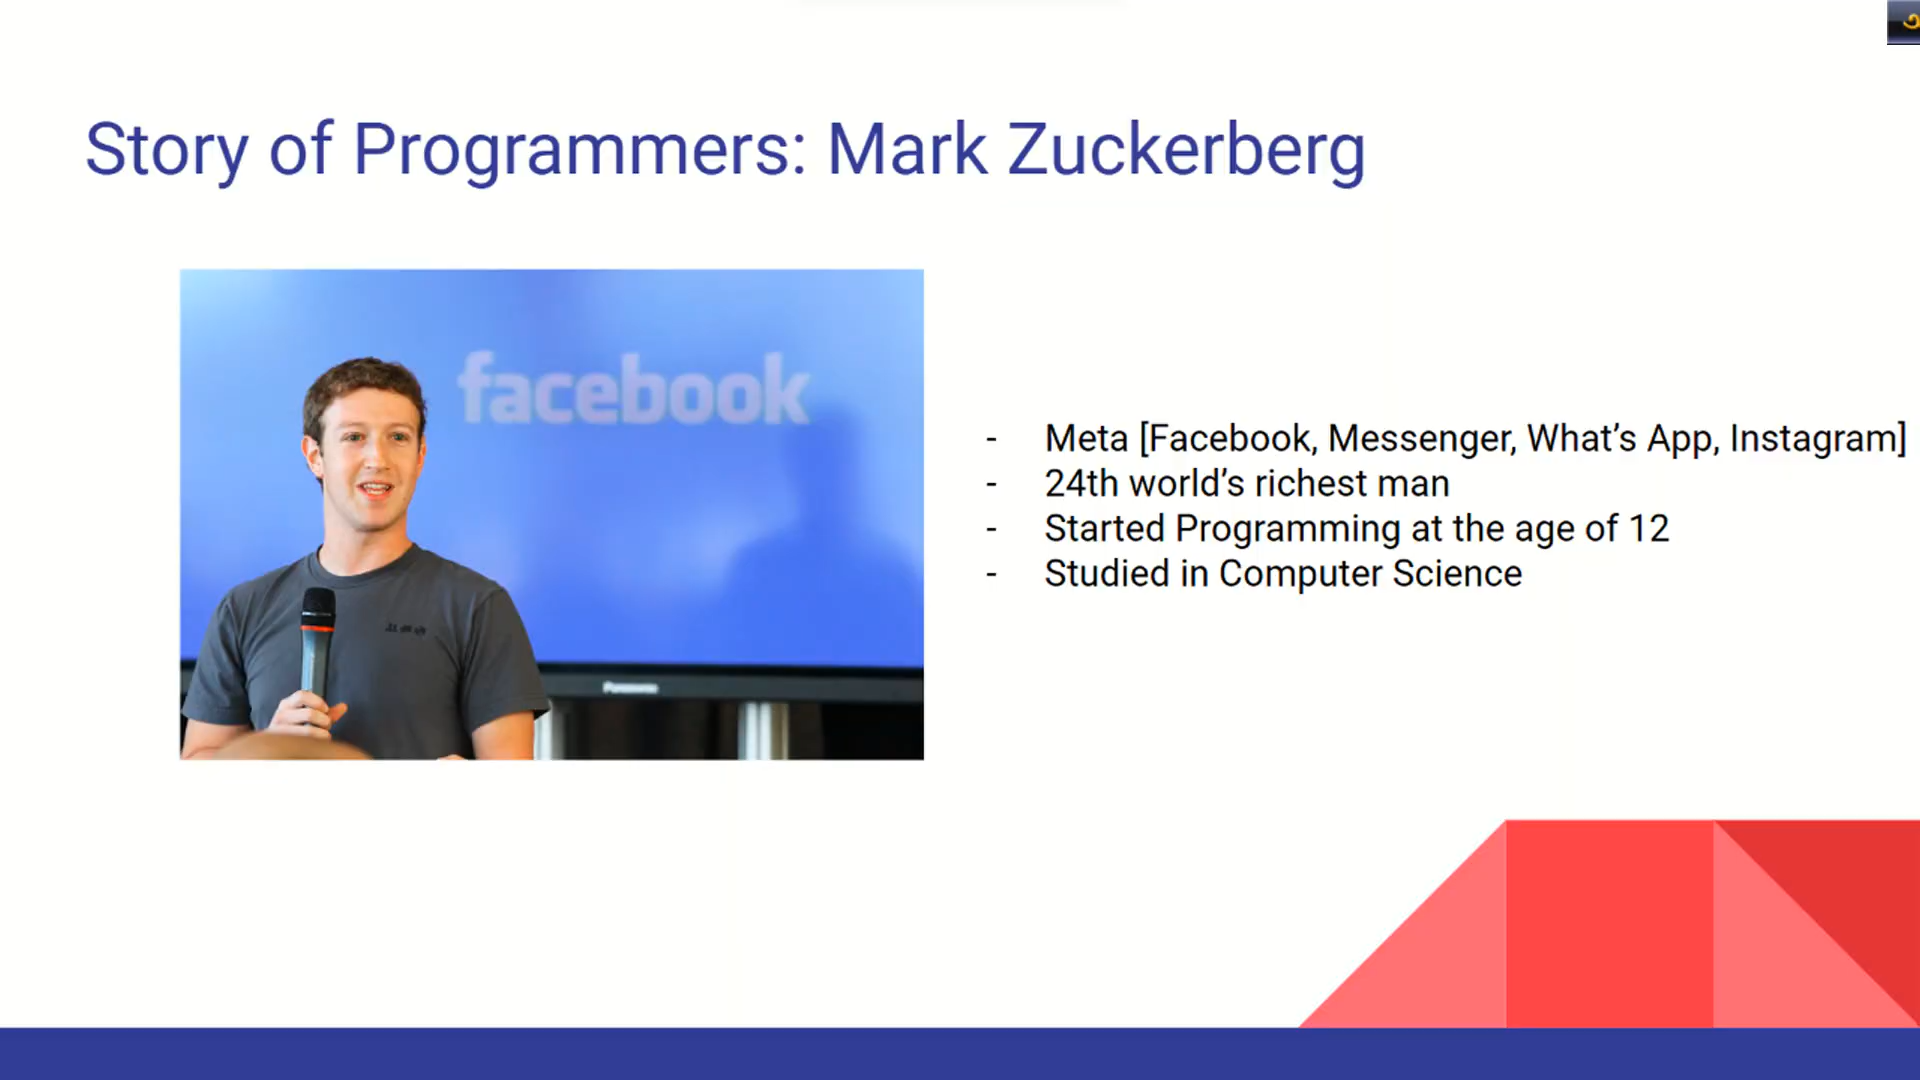 Story of Programmers: Mark Zuckerberg
facebook
Panasonic
- Meta [Facebook, Messenger, What's App, Instagram]
- 24th world's richest man
- Started Programming at the age of 12
- Studied in Computer Science